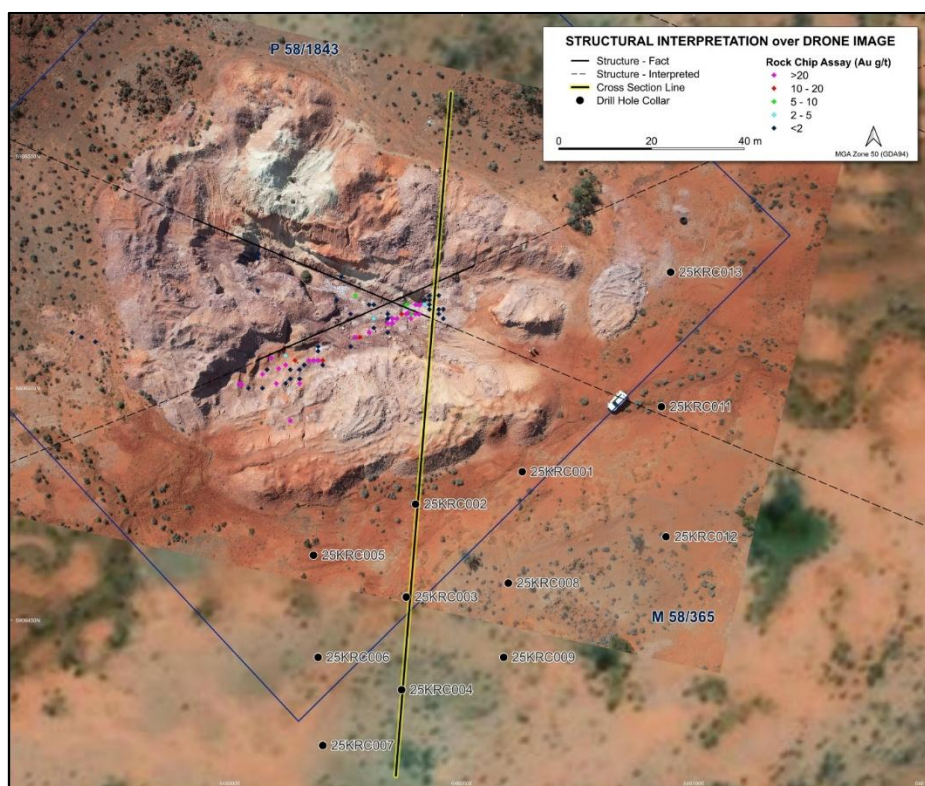 P 58/1843
STRUCTURAL INTERPRETATION over DRONE IMAGE
Structure - Fact
Structure - Interpreted
Cross Section Line
Drill Hole Collar
Rock Chip Assay (Au g/t)
>20
10 - 20
5 - 10
2 - 5
<2
0 20 40 m
MGA Zone 50 (GDA94)
25KRC013
25KRC011
25KRC001
25KRC002
25KRC012
25KRC005
25KRC008
25KRC003
M 58/365
25KRC006
25KRC009
25KRC004
25KRC007